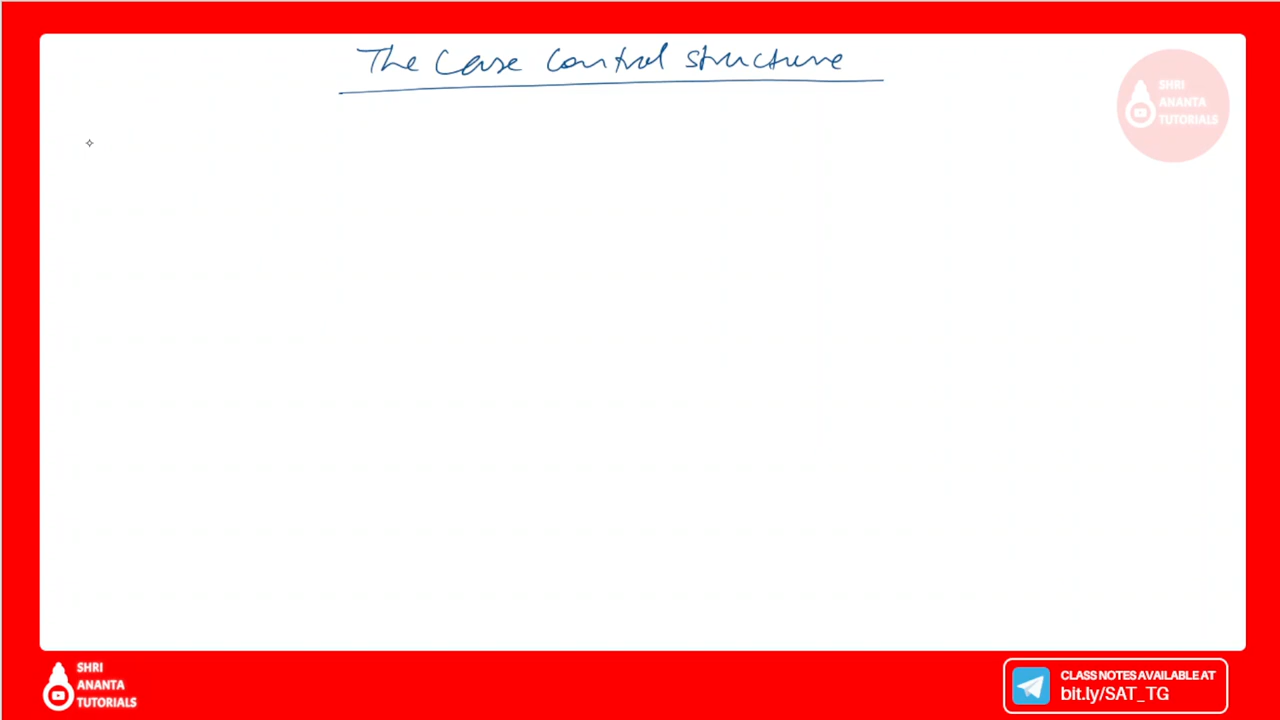 The Case Control structure
SHRI
ANANTA
TUTORIALS
SHRI
ANANTA
TUTORIALS
CLASS NOTES AVAILABLE AT
bit.ly/SAT_TG